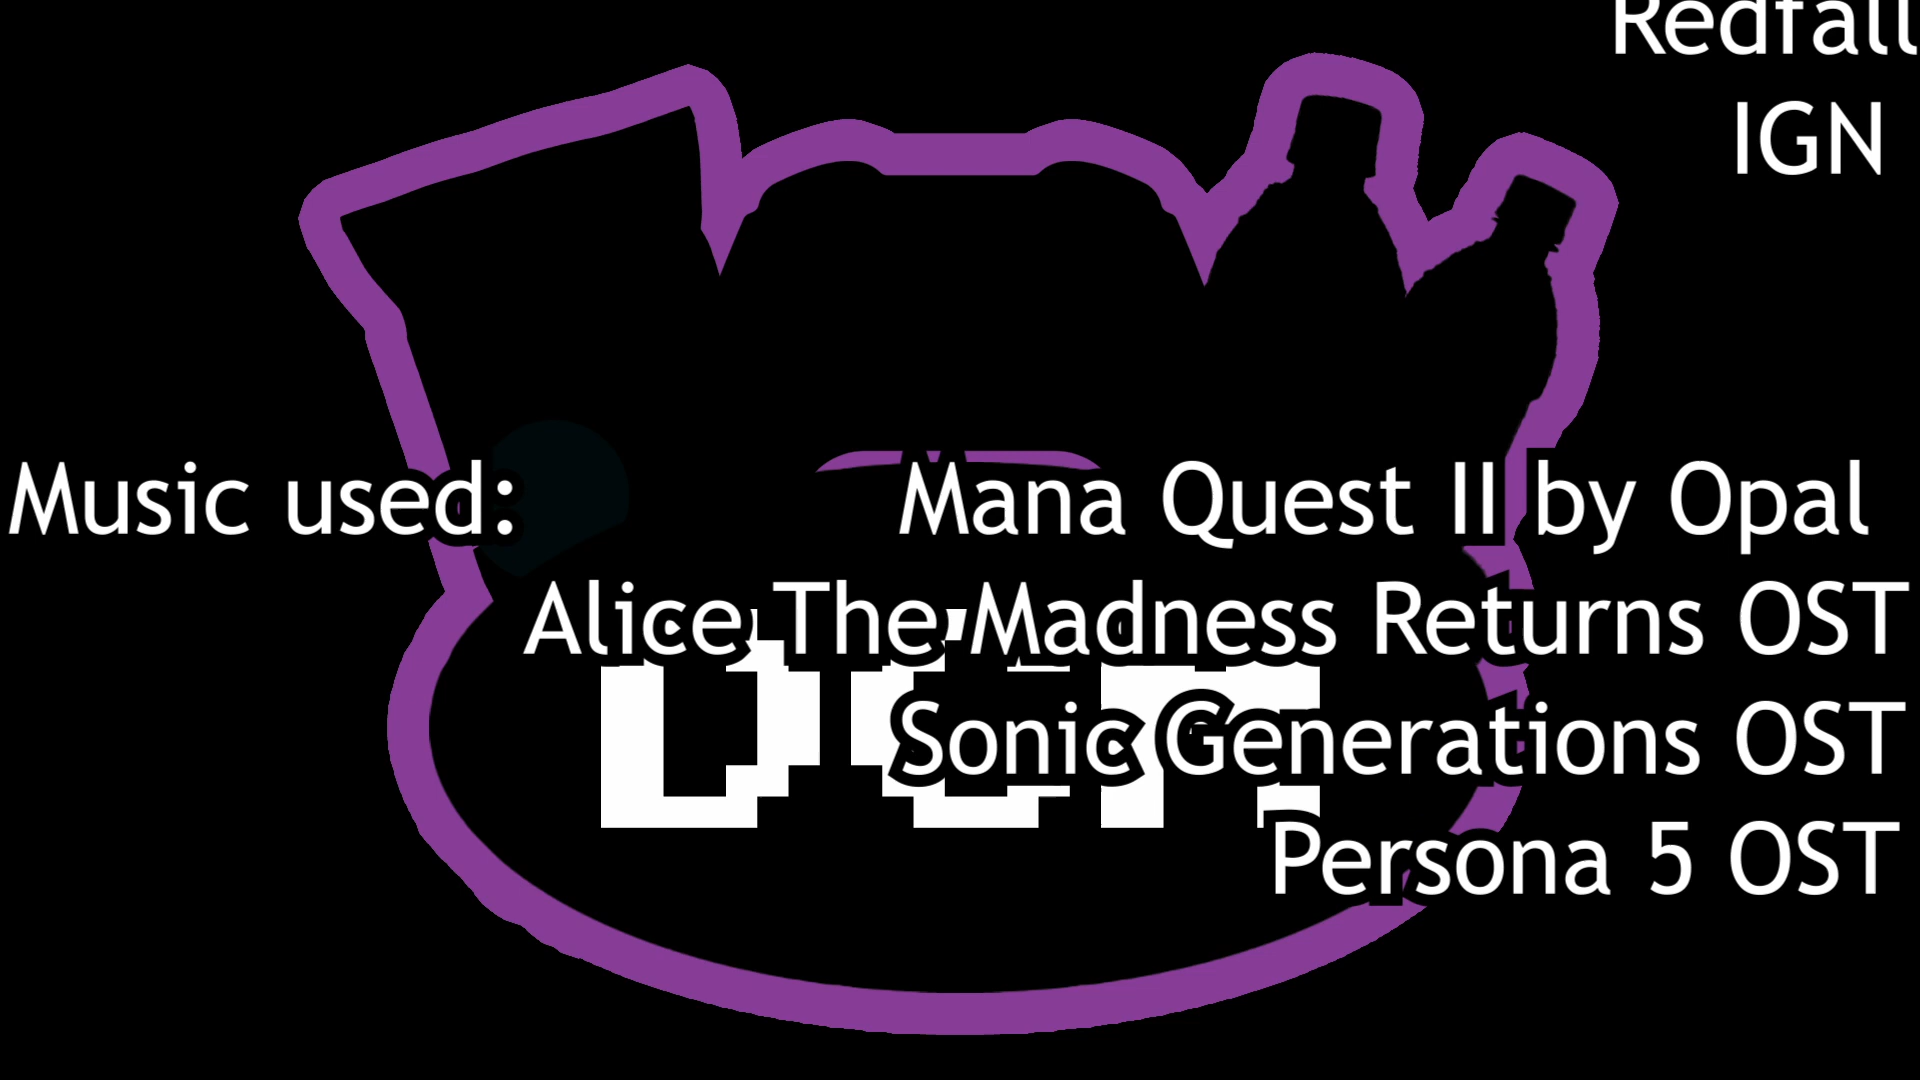 Redfall
IGN
Music used: Mana Quest II by Opal
Alice The Madness Returns OST
Sonic Generations OST
Persona 5 OST